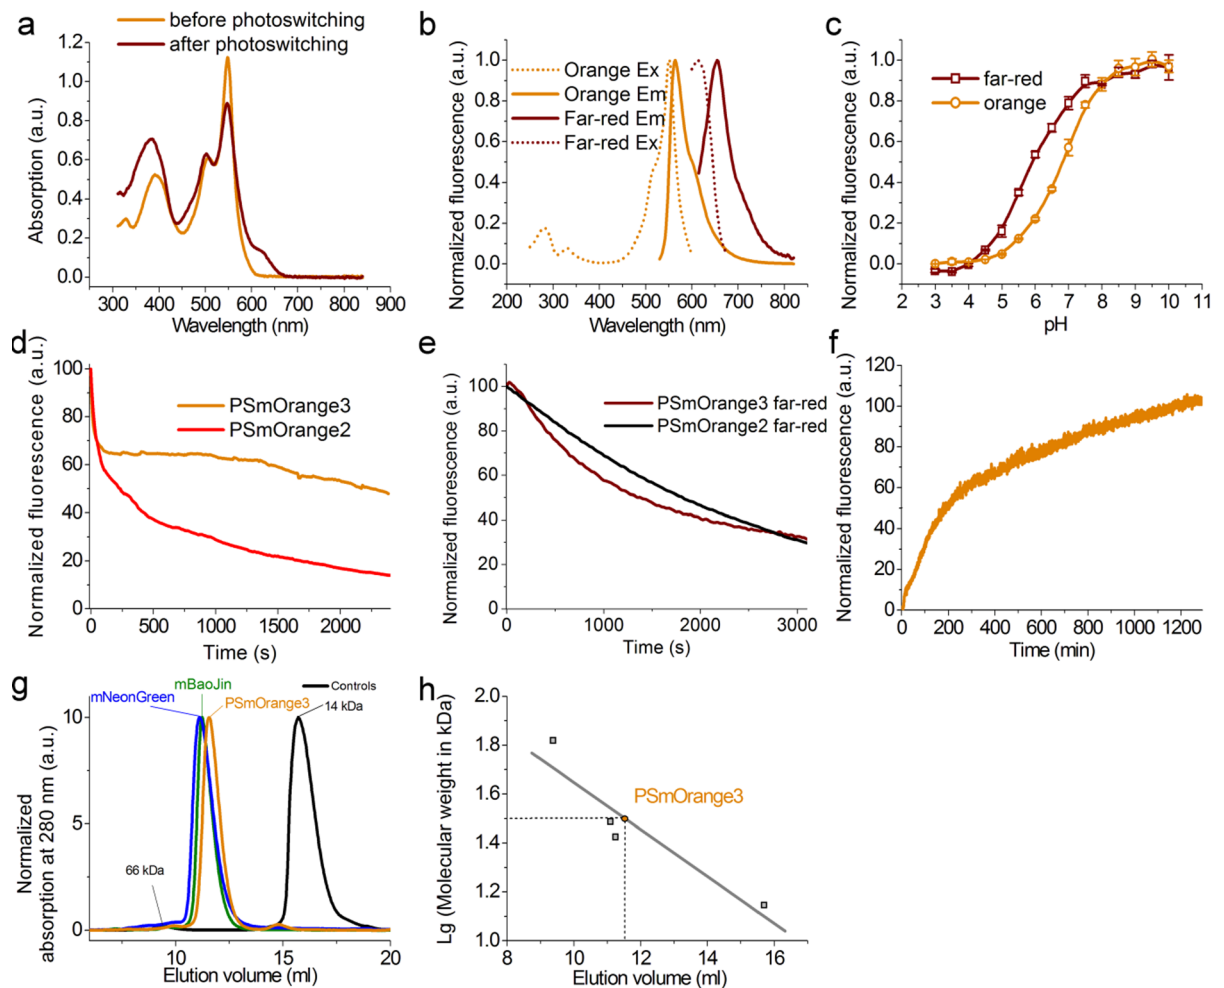 a
before photoswitching
after photoswitching
1.2
1.0
0.8
0.6
0.4
0.2
0.0
Absorption (a.u.)
300 400 500 600 700 800 900
Wavelength (nm)
b
Orange Ex
Orange Em
Far-red Em
Far-red Ex
1.0
0.8
0.6
0.4
0.2
0.0
Normalized fluorescence (a.u.)
200 300 400 500 600 700 800
Wavelength (nm)
c
far-red
orange
1.0
0.8
0.6
0.4
0.2
0.0
Normalized fluorescence (a.u.)
2 3 4 5 6 7 8 9 10 11
pH
d
PSmOrange3
PSmOrange2
100
80
60
40
20
0
Normalized fluorescence (a.u.)
0 500 1000 1500 2000
Time (s)
e
PSmOrange3 far-red
PSmOrange2 far-red
100
80
60
40
20
0
Normalized fluorescence (a.u.)
0 1000 2000 3000
Time (s)
f
120
100
80
60
40
20
0
Normalized fluorescence (a.u.)
0 200 400 600 800 1000 1200
Time (min)
g
mBaoJin
mNeonGreen
PSmOrange3
Controls
14 kDa
66 kDa
10
5
0
Normalized
absorption at 280 nm (a.u.)
10 15 20
Elution volume (ml)
h
PSmOrange3
2.0
1.8
1.6
1.4
1.2
1.0
Lg (Molecular weight in kDa)
8 10 12 14 16
Elution volume (ml)